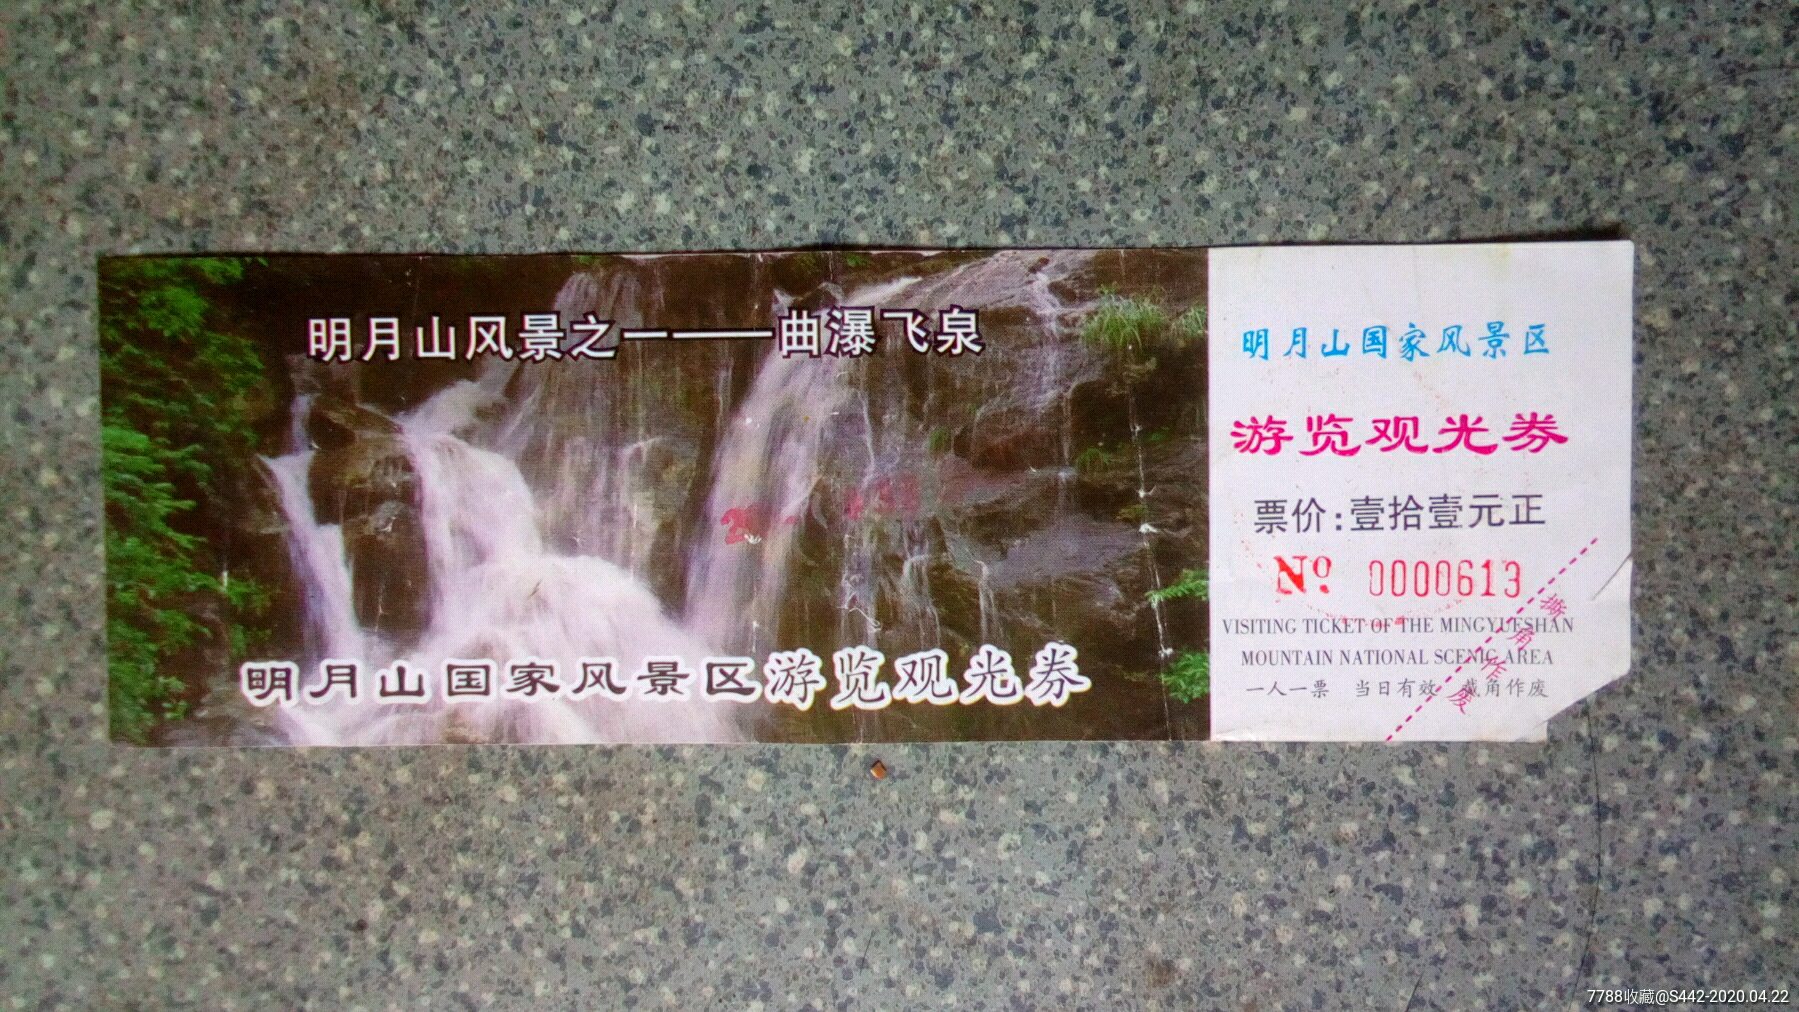 明月山风景之一——曲瀑飞泉
明月山国家风景区游览观光券
明月山国家风景区
游览观光券
票价:壹拾壹元正
№ 0000613
VISITING TICKET OF THE MINGYUESHAN
MOUNTAIN NATIONAL SCENIC AREA
一人一票 当日有效 截角作废
撕角作废
7788收藏@S442-2020.04.22